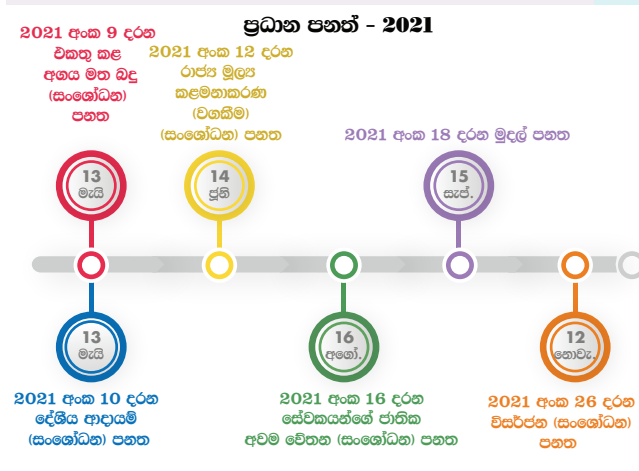 ප්‍රධාන පනත් - 2021
2021 අංක 9 දරන
එකතු කළ
අගය මත බදු
(සංශෝධන)
පනත
2021 අංක 12 දරන
රාජ්‍ය මූල්‍ය
කළමනාකරණ
(වගකීම)
(සංශෝධන) පනත
2021 අංක 18 දරන මුදල් පනත
13
මැයි
14
ජූනි
15
සැප්.
13
මැයි
16
අගෝ.
12
නොවැ.
2021 අංක 10 දරන
දේශීය ආදායම්
(සංශෝධන) පනත
2021 අංක 16 දරන
සේවකයන්ගේ ජාතික
අවම වේතන (සංශෝධන) පනත
2021 අංක 26 දරන
විසර්ජන (සංශෝධන)
පනත